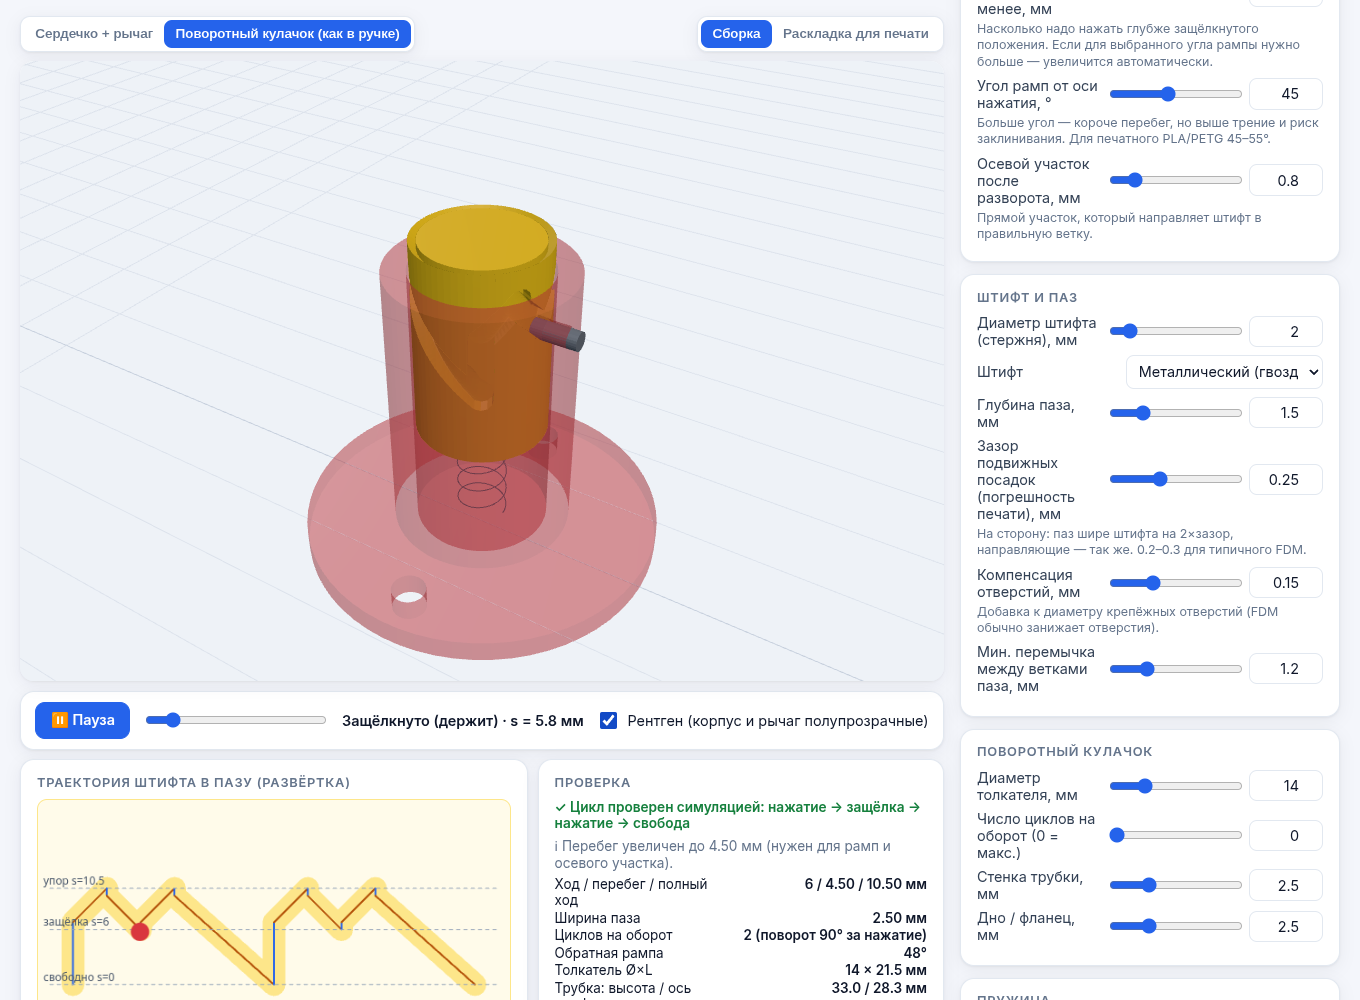 Сердечко + рычаг
Поворотный кулачок (как в ручке)
Сборка
Раскладка для печати
⏸ Пауза
Защёлкнуто (держит) · s = 5.8 мм
Рентген (корпус и рычаг полупрозрачные)
ТРАЕКТОРИЯ ШТИФТА В ПАЗУ (РАЗВЁРТКА)
упор s=10.5
защёлка s=6
свободно s=0
ПРОВЕРКА
✓ Цикл проверен симуляцией: нажатие → защёлка →
нажатие → свобода
i Перебег увеличен до 4.50 мм (нужен для рамп и
осевого участка).
Ход / перебег / полный
ход
6 / 4.50 / 10.50 мм
Ширина паза
2.50 мм
Циклов на оборот
2 (поворот 90° за нажатие)
Обратная рампа
48°
Толкатель Ø×L
14 × 21.5 мм
Трубка: высота / ось
33.0 / 28.3 мм
менее, мм
Насколько надо нажать глубже защёлкнутого
положения. Если для выбранного угла рампы нужно
больше — увеличится автоматически.
Угол рамп от оси
нажатия, °
45
Больше угол — короче перебег, но выше трение и риск
заклинивания. Для печатного PLA/PETG 45–55°.
Осевой участок
после
разворота, мм
0.8
Прямой участок, который направляет штифт в
правильную ветку.
ШТИФТ И ПАЗ
Диаметр штифта
(стержня), мм
2
Штифт
Металлический (гвозд
Глубина паза,
мм
1.5
Зазор
подвижных
посадок
(погрешность
печати), мм
0.25
На сторону: паз шире штифта на 2×зазор,
направляющие — так же. 0.2–0.3 для типичного FDM.
Компенсация
отверстий, мм
0.15
Добавка к диаметру крепёжных отверстий (FDM
обычно занижает отверстия).
Мин. перемычка
между ветками
паза, мм
1.2
ПОВОРОТНЫЙ КУЛАЧОК
Диаметр
толкателя, мм
14
Число циклов на
оборот (0 =
макс.)
0
Стенка трубки,
мм
2.5
Дно / фланец,
мм
2.5
ПРУЖИНА